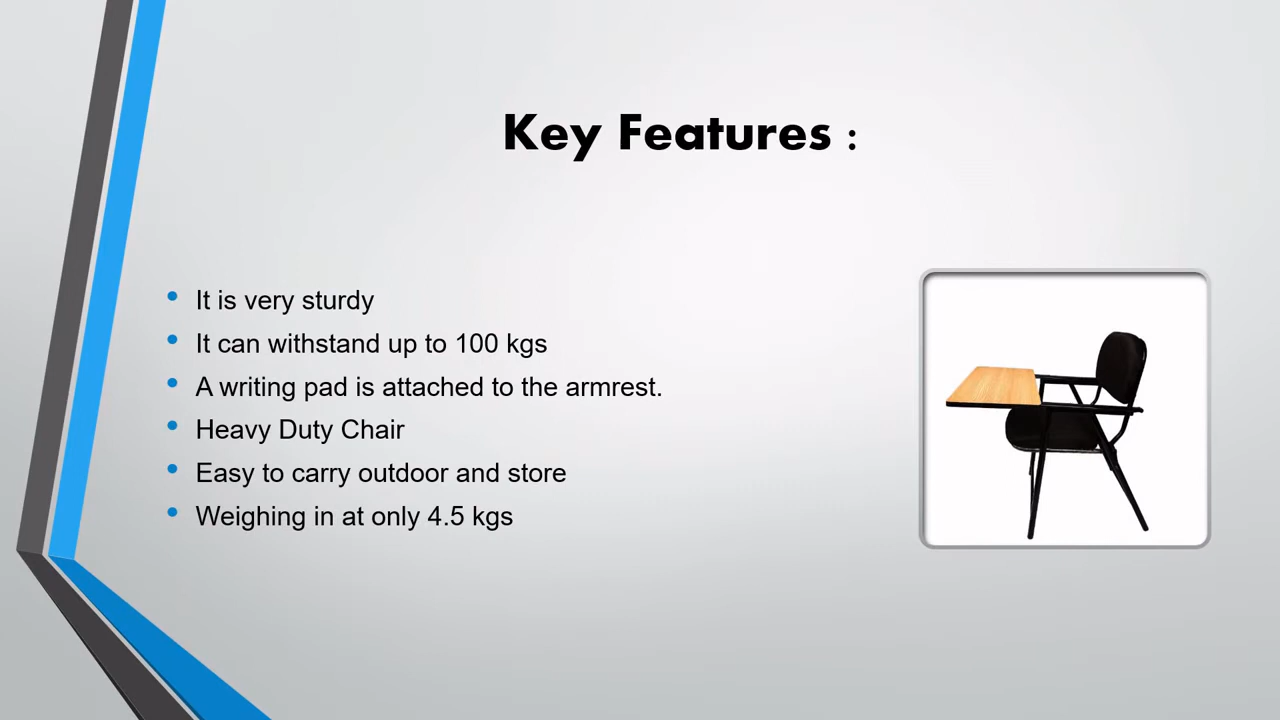 Key Features :
It is very sturdy
It can withstand up to 100 kgs
A writing pad is attached to the armrest.
Heavy Duty Chair
Easy to carry outdoor and store
Weighing in at only 4.5 kgs